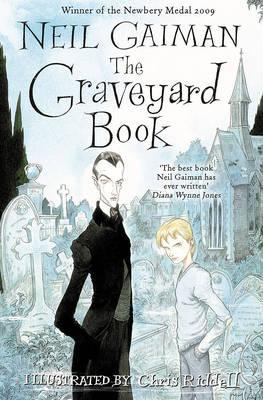 Winner of the Newbery Medal 2009
NEIL GAIMAN
The
Graveyard
Book
'The best book
Neil Gaiman has
ever written'
Diana Wynne Jones
ILLUSTRATED BY Chris Riddell